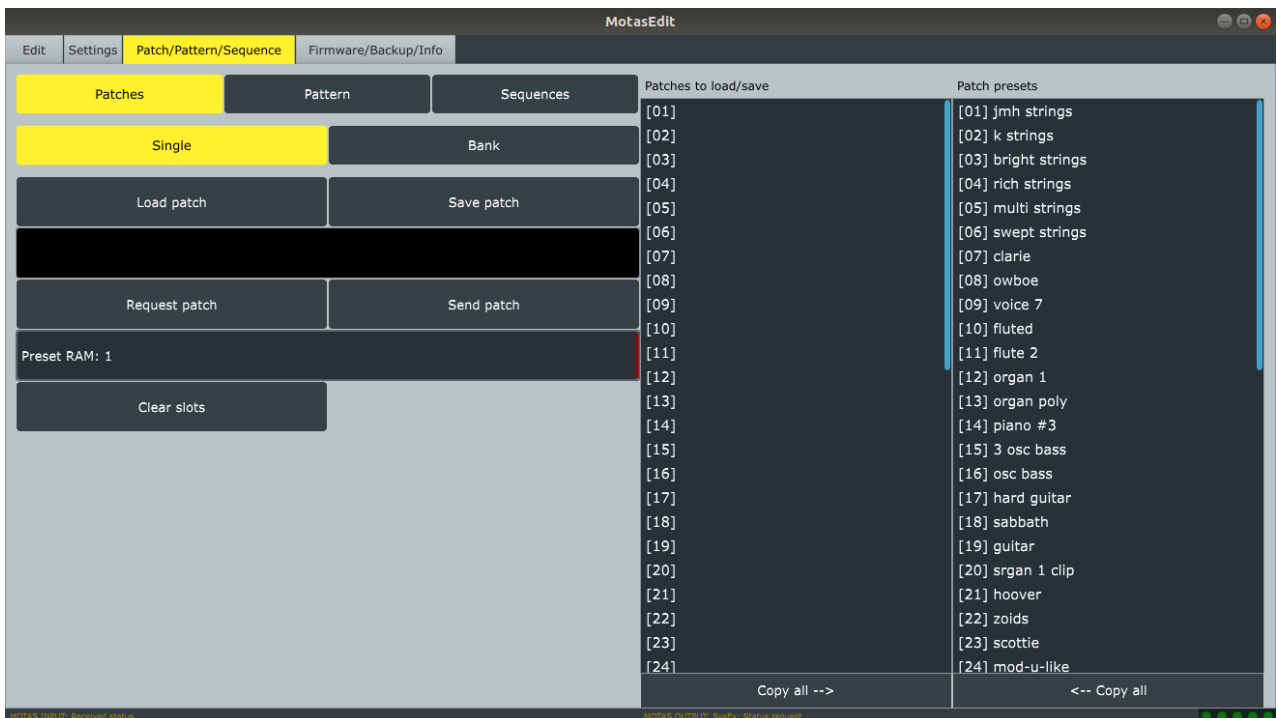 MotasEdit
Edit Settings Patch/Pattern/Sequence Firmware/Backup/Info
Patches Pattern Sequences
Single Bank
Load patch Save patch
Request patch Send patch
Preset RAM: 1
Clear slots
Patches to load/save
[01]
[02]
[03]
[04]
[05]
[06]
[07]
[08]
[09]
[10]
[11]
[12]
[13]
[14]
[15]
[16]
[17]
[18]
[19]
[20]
[21]
[22]
[23]
[24]
Copy all -->
Patch presets
[01] jmh strings
[02] k strings
[03] bright strings
[04] rich strings
[05] multi strings
[06] swept strings
[07] clarie
[08] owboe
[09] voice 7
[10] fluted
[11] flute 2
[12] organ 1
[13] organ poly
[14] piano #3
[15] 3 osc bass
[16] osc bass
[17] hard guitar
[18] sabbath
[19] guitar
[20] srgan 1 clip
[21] hoover
[22] zoids
[23] scottie
[24] mod-u-like
<-- Copy all
MOTAS INPUT: Received status
MOTAS OUTPUT: SysEx: Status request